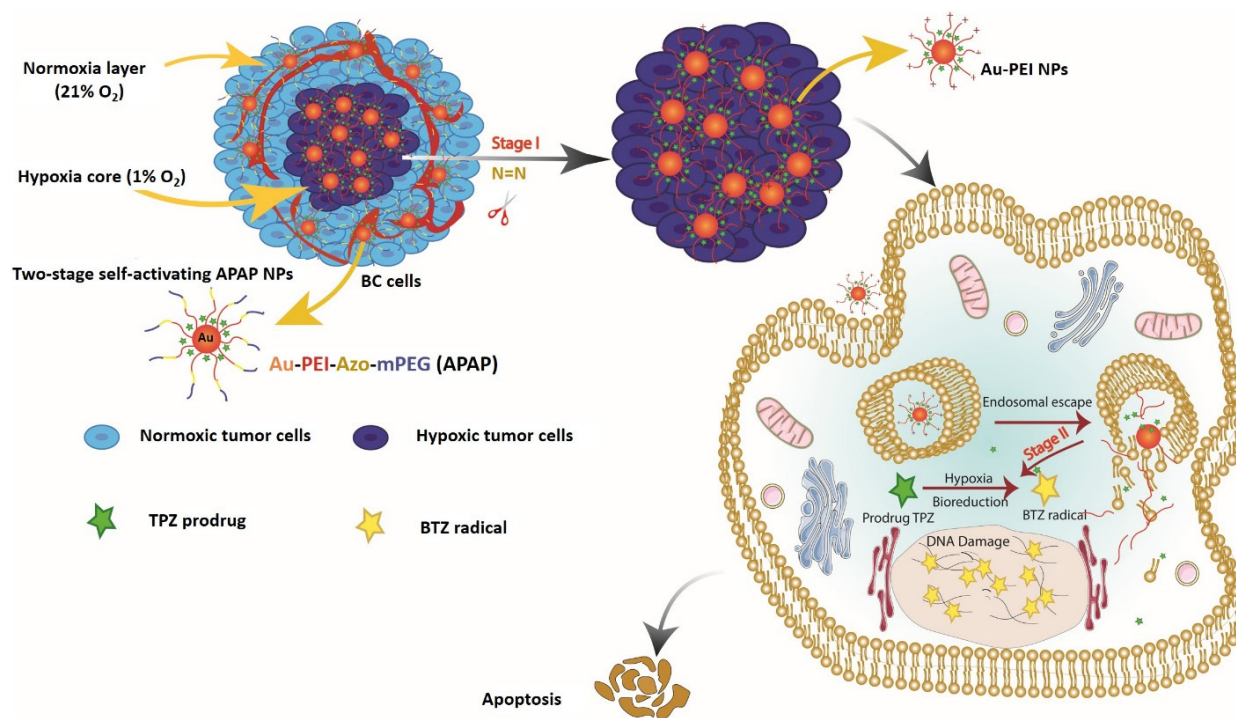 Normoxia layer
(21% O₂)
Hypoxia core (1% O₂)
Stage I
N=N
Au-PEI NPs
Two-stage self-activating APAP NPs
BC cells
Au
Au-PEI-Azo-mPEG (APAP)
Normoxic tumor cells
Hypoxic tumor cells
TPZ prodrug
BTZ radical
Endosomal escape
Stage II
Hypoxia
Bioreduction
Prodrug TPZ
BTZ radical
DNA Damage
Apoptosis